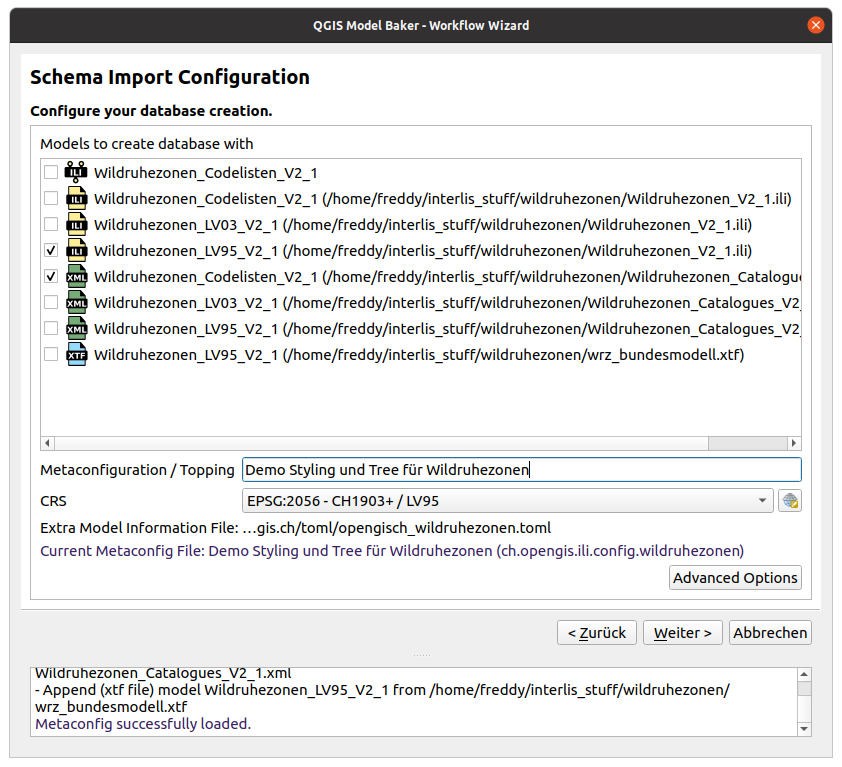 QGIS Model Baker - Workflow Wizard
Schema Import Configuration
Configure your database creation.
Models to create database with
ILI Wildruhezonen_Codelisten_V2_1
ILI Wildruhezonen_Codelisten_V2_1 (/home/freddy/interlis_stuff/wildruhezonen/Wildruhezonen_V2_1.ili)
ILI Wildruhezonen_LV03_V2_1 (/home/freddy/interlis_stuff/wildruhezonen/Wildruhezonen_V2_1.ili)
ILI Wildruhezonen_LV95_V2_1 (/home/freddy/interlis_stuff/wildruhezonen/Wildruhezonen_V2_1.ili)
XML Wildruhezonen_Codelisten_V2_1 (/home/freddy/interlis_stuff/wildruhezonen/Wildruhezonen_Catalogue
XML Wildruhezonen_LV03_V2_1 (/home/freddy/interlis_stuff/wildruhezonen/Wildruhezonen_Catalogues_V2_
XML Wildruhezonen_LV95_V2_1 (/home/freddy/interlis_stuff/wildruhezonen/Wildruhezonen_Catalogues_V2_
XTF Wildruhezonen_LV95_V2_1 (/home/freddy/interlis_stuff/wildruhezonen/wrz_bundesmodell.xtf)
Metaconfiguration / Topping Demo Styling und Tree für Wildruhezonen
CRS EPSG:2056 - CH1903+ / LV95
Extra Model Information File: …gis.ch/toml/opengisch_wildruhezonen.toml
Current Metaconfig File: Demo Styling und Tree für Wildruhezonen (ch.opengis.ili.config.wildruhezonen)
Advanced Options
< Zurück Weiter > Abbrechen
Wildruhezonen_Catalogues_V2_1.xml
- Append (xtf file) model Wildruhezonen_LV95_V2_1 from /home/freddy/interlis_stuff/wildruhezonen/
wrz_bundesmodell.xtf
Metaconfig successfully loaded.